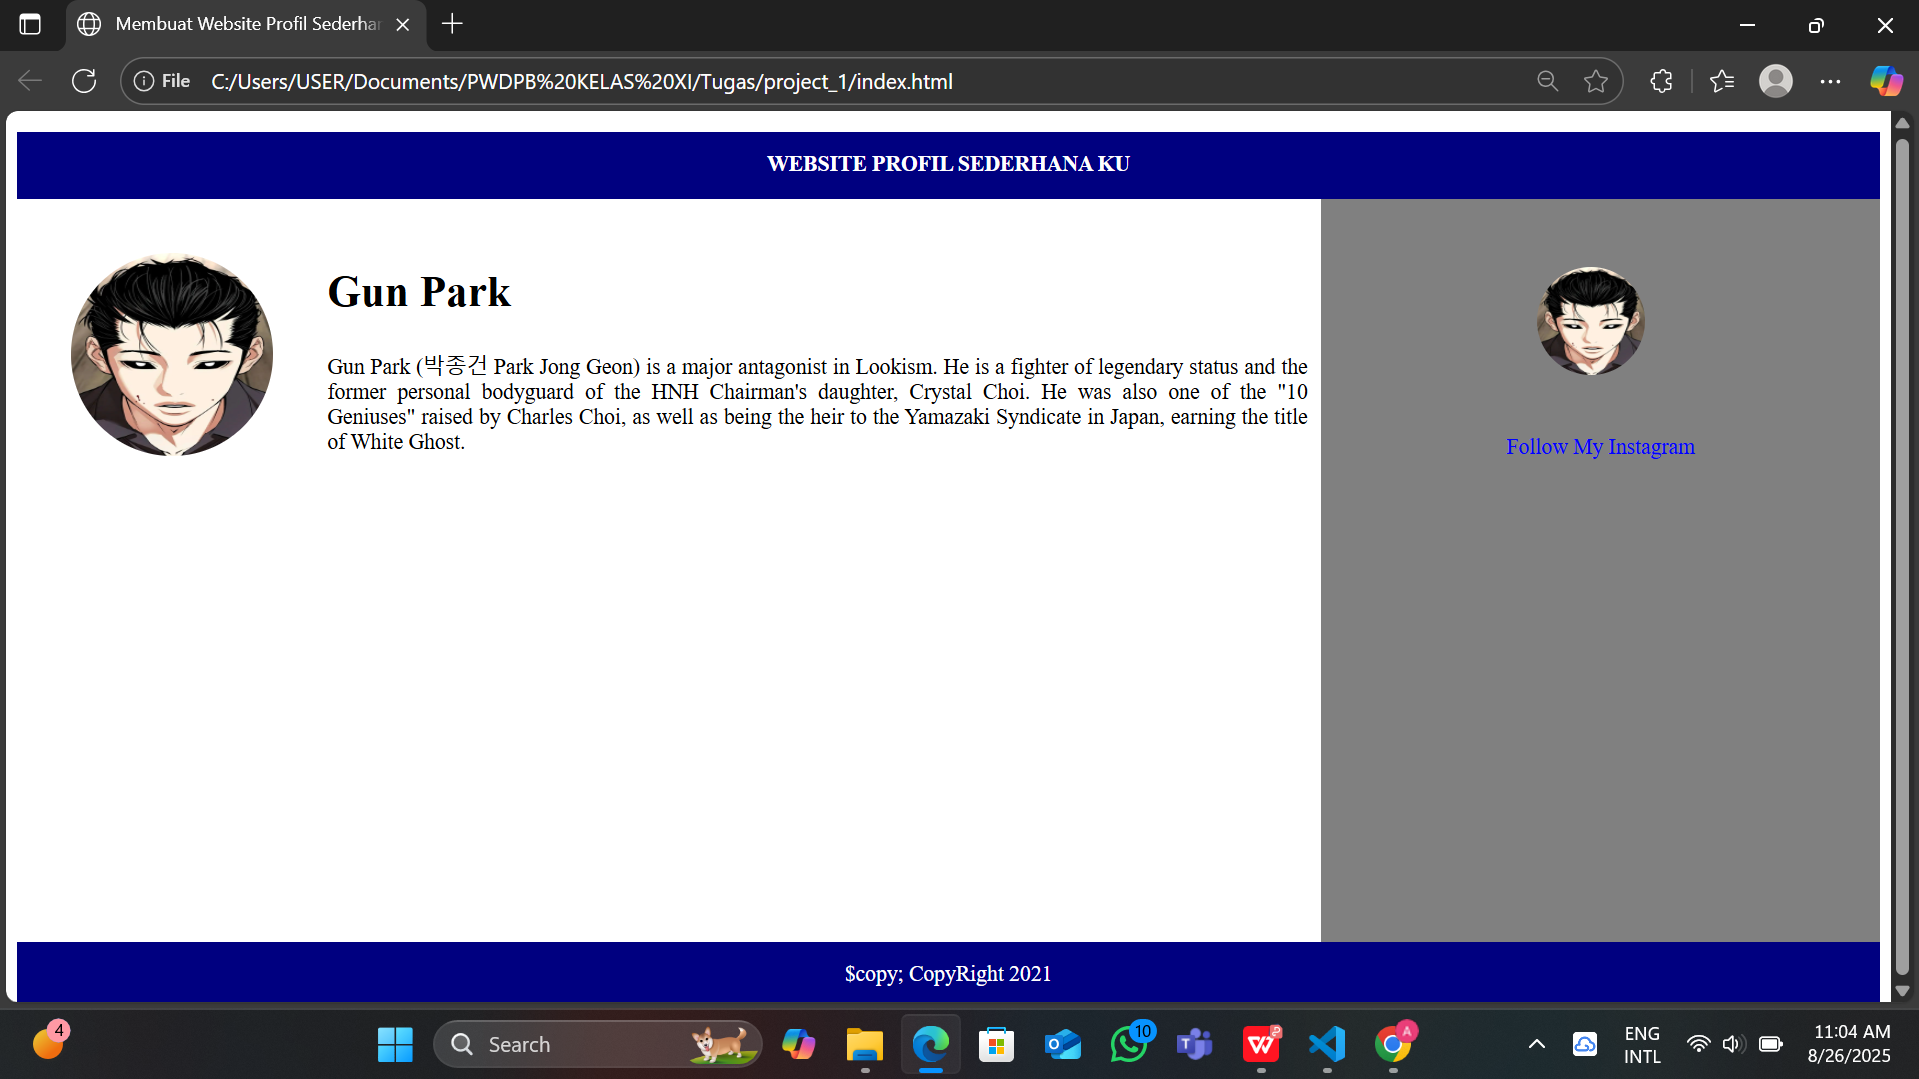 Membuat Website Profil Sederhar
File C:/Users/USER/Documents/PWDPB%20KELAS%20XI/Tugas/project_1/index.html
WEBSITE PROFIL SEDERHANA KU
Gun Park
Gun Park (박종건 Park Jong Geon) is a major antagonist in Lookism. He is a fighter of legendary status and the
former personal bodyguard of the HNH Chairman's daughter, Crystal Choi. He was also one of the "10
Geniuses" raised by Charles Choi, as well as being the heir to the Yamazaki Syndicate in Japan, earning the title
of White Ghost.
Follow My Instagram
$copy; CopyRight 2021
4
Search
10
A
ENG
INTL
11:04 AM
8/26/2025